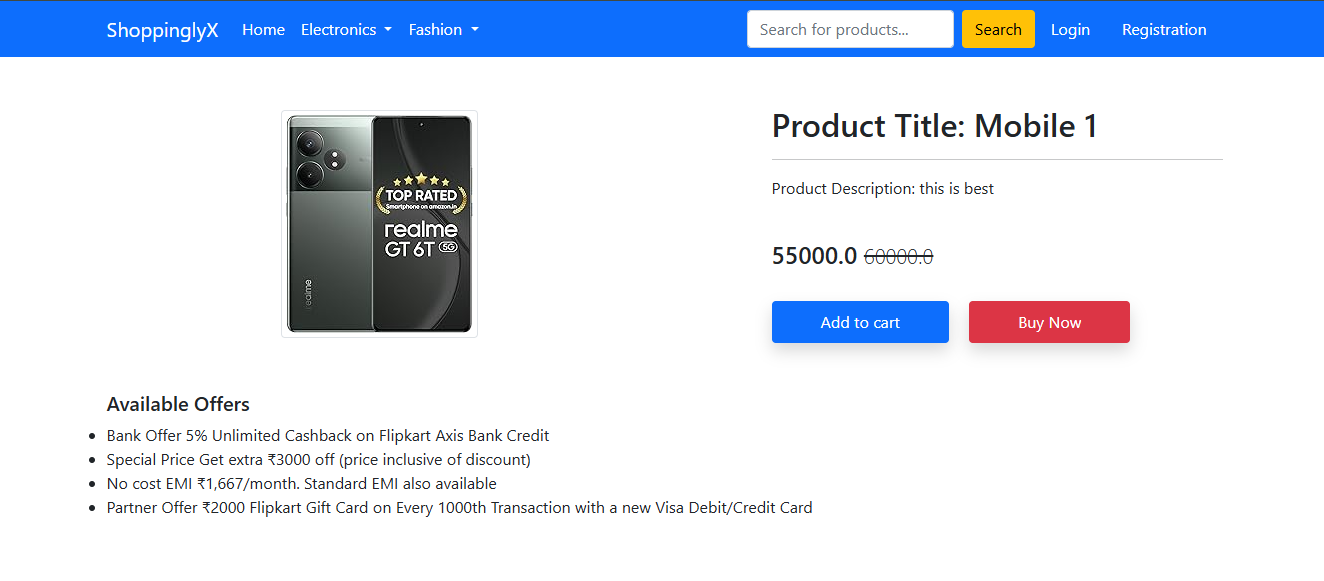 ShoppinglyX Home Electronics Fashion Search for products... Search Login Registration
TOP RATED
Smartphone on amazon.in
realme
GT 6T 5G
realme
Product Title: Mobile 1
Product Description: this is best
55000.0 60000.0
Add to cart Buy Now
Available Offers
Bank Offer 5% Unlimited Cashback on Flipkart Axis Bank Credit
Special Price Get extra ₹3000 off (price inclusive of discount)
No cost EMI ₹1,667/month. Standard EMI also available
Partner Offer ₹2000 Flipkart Gift Card on Every 1000th Transaction with a new Visa Debit/Credit Card